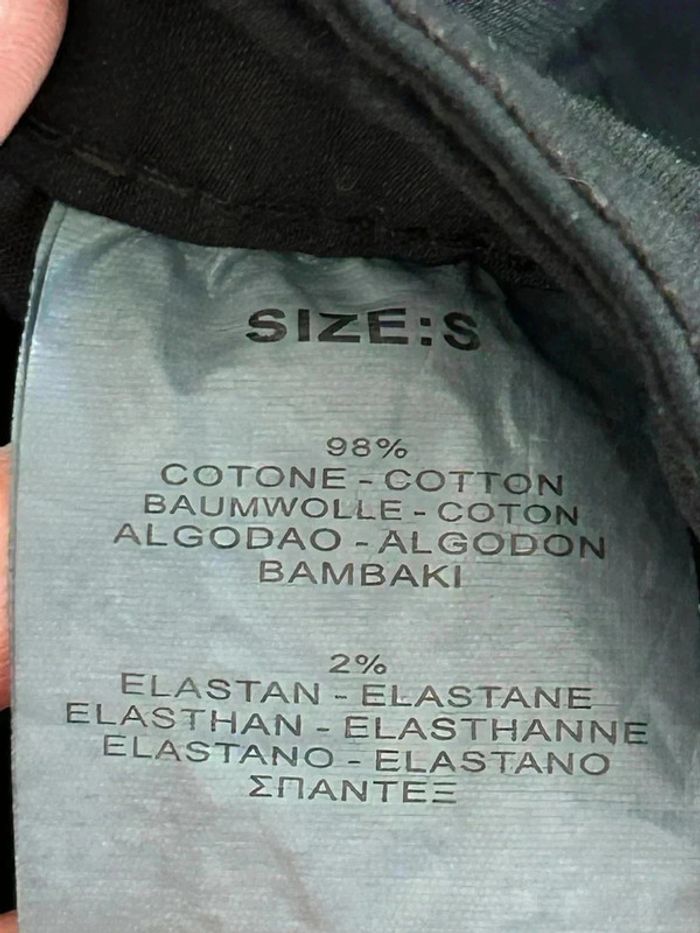 SIZE:S
98%
COTONE - COTTON
BAUMWOLLE - COTON
ALGODAO - ALGODON
BAMBAKI
2%
ELASTAN - ELASTANE
ELASTHAN - ELASTHANNE
ELASTANO - ELASTANO
ΣΠΑΝΤΕΞ